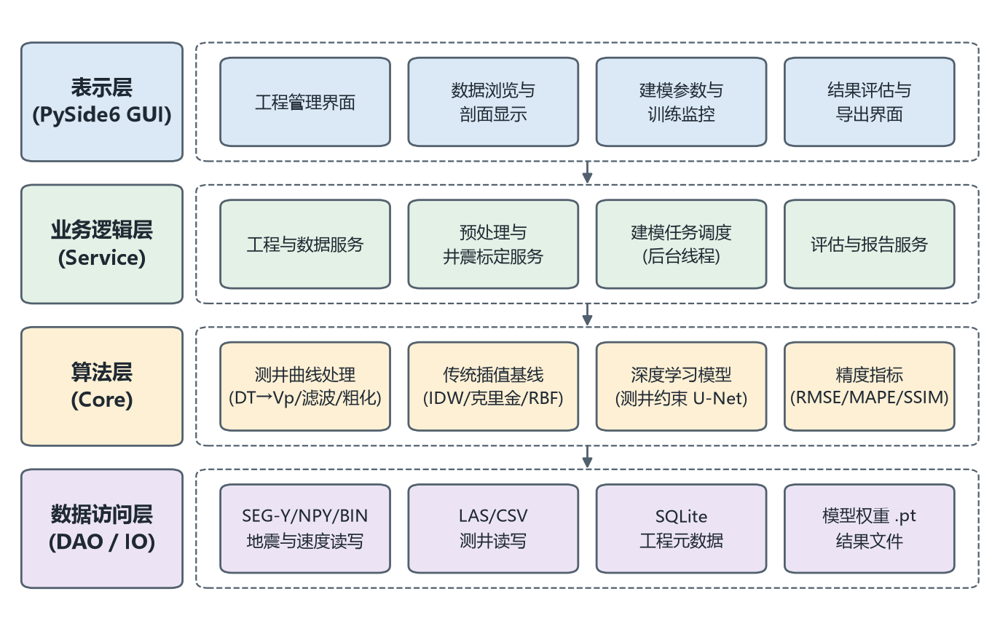 表示层
(PySide6 GUI)
工程管理界面
数据浏览与
剖面显示
建模参数与
训练监控
结果评估与
导出界面
业务逻辑层
(Service)
工程与数据服务
预处理与
井震标定服务
建模任务调度
(后台线程)
评估与报告服务
算法层
(Core)
测井曲线处理
(DT→Vp/滤波/粗化)
传统插值基线
(IDW/克里金/RBF)
深度学习模型
(测井约束 U-Net)
精度指标
(RMSE/MAPE/SSIM)
数据访问层
(DAO / IO)
SEG-Y/NPY/BIN
地震与速度读写
LAS/CSV
测井读写
SQLite
工程元数据
模型权重 .pt
结果文件